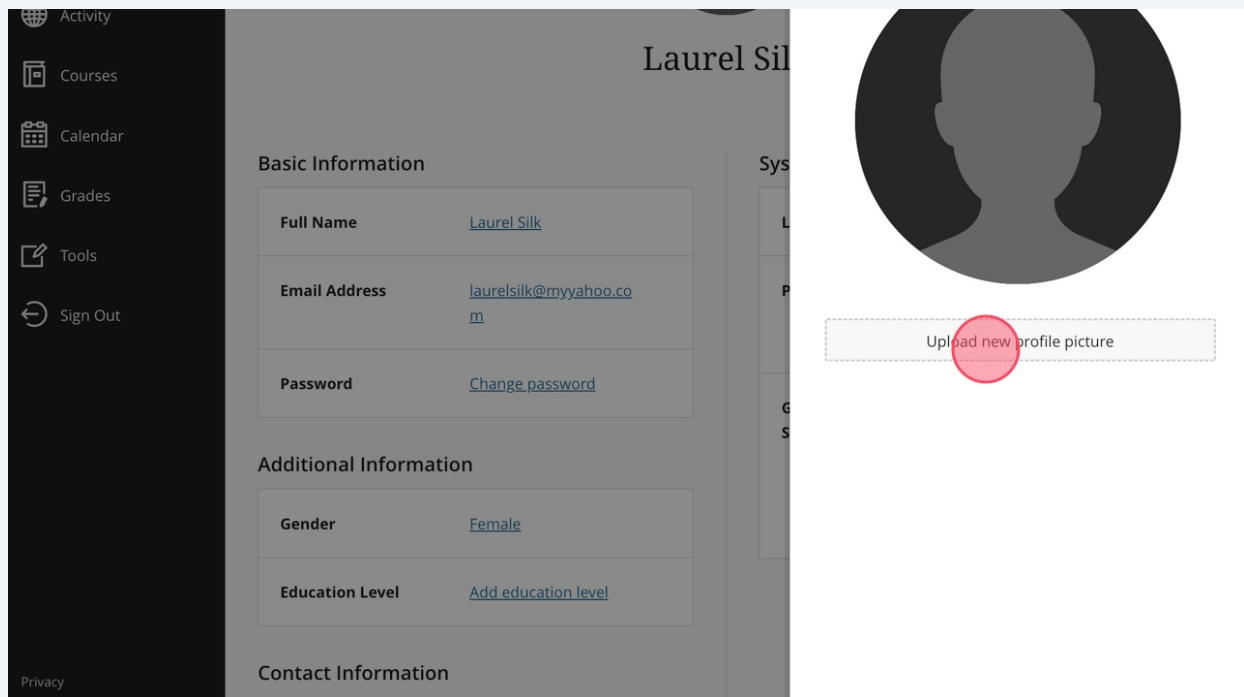 Activity
Courses
Calendar
Grades
Tools
Sign Out
Privacy
Laurel Sil
Basic Information
Full Name Laurel Silk
Email Address laurelsilk@myyahoo.co
m
Password Change password
Additional Information
Gender Female
Education Level Add education level
Contact Information
Sys
L
P
G
S
Upload new profile picture